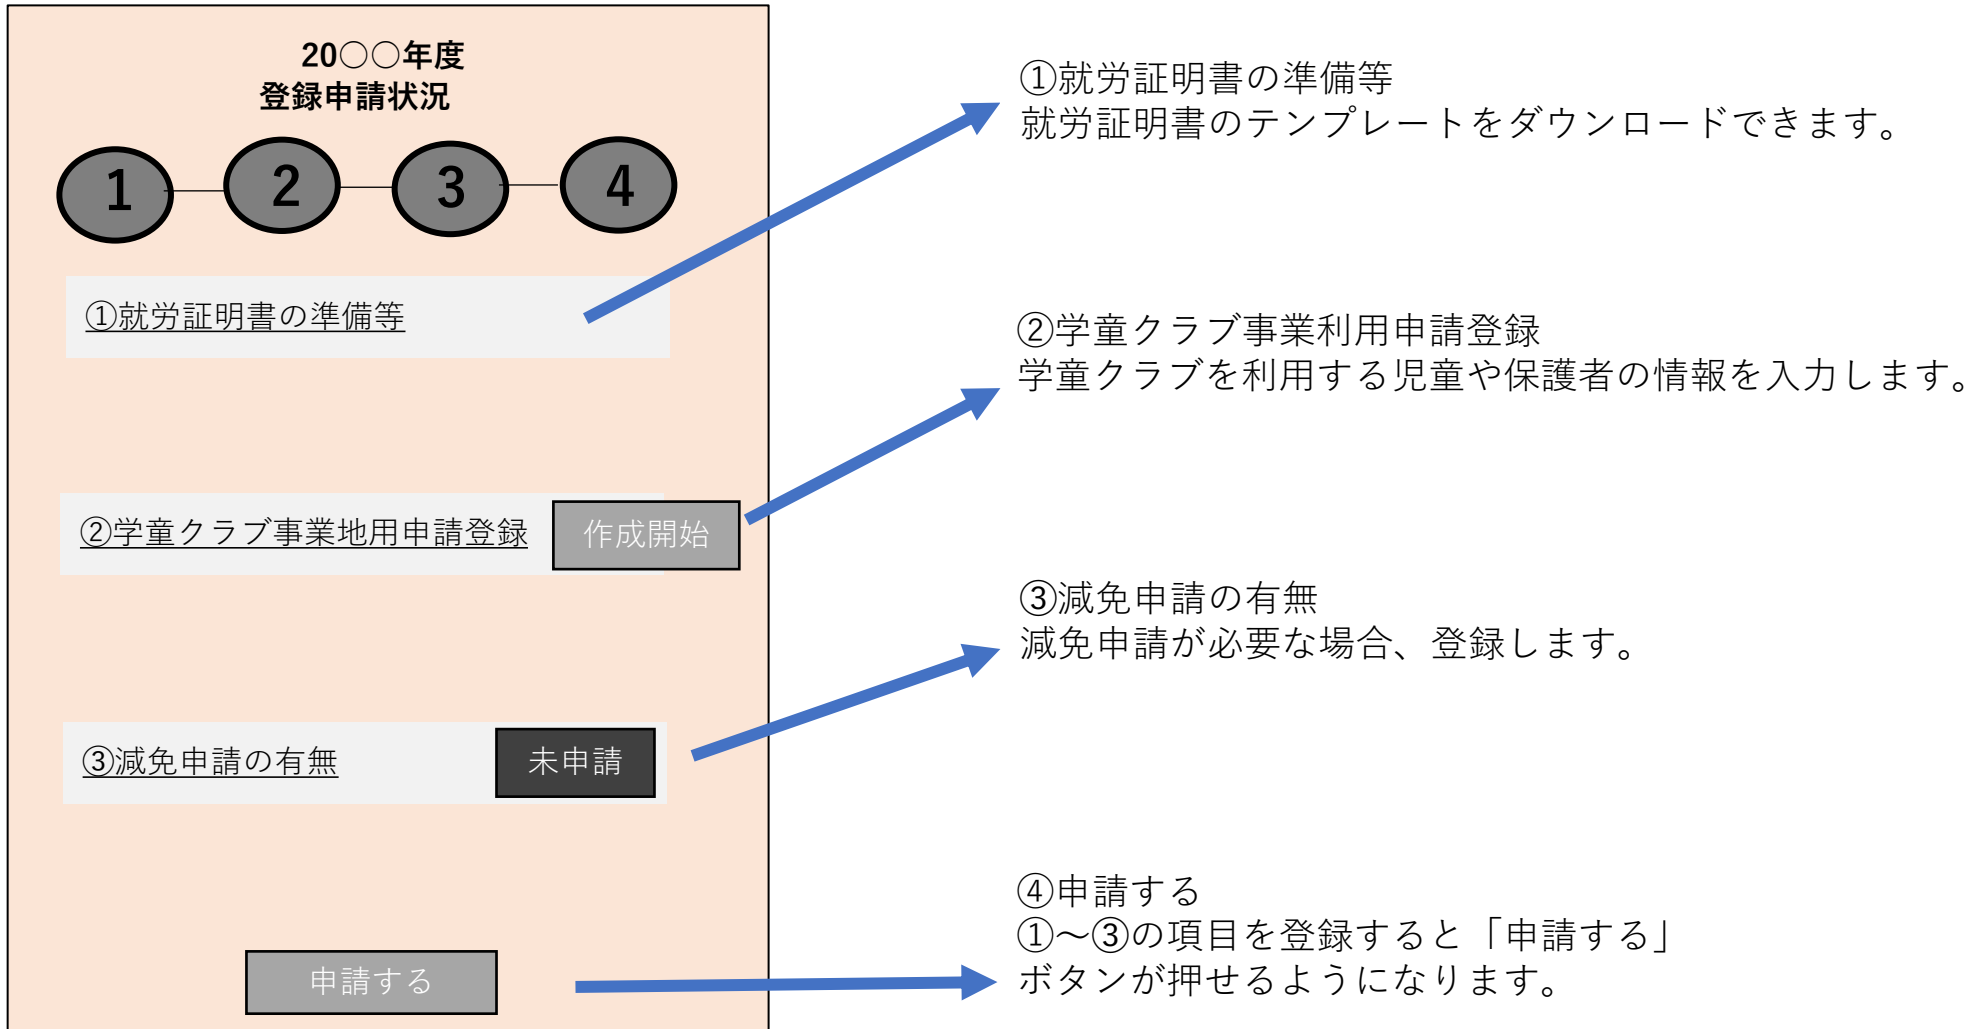 20○○年度
登録申請状況
1 2 3 4
①就労証明書の準備等
②学童クラブ事業地用申請登録
作成開始
③減免申請の有無
未申請
申請する
①就労証明書の準備等
就労証明書のテンプレートをダウンロードできます。
②学童クラブ事業利用申請登録
学童クラブを利用する児童や保護者の情報を入力します。
③減免申請の有無
減免申請が必要な場合、登録します。
④申請する
①～③の項目を登録すると「申請する」
ボタンが押せるようになります。